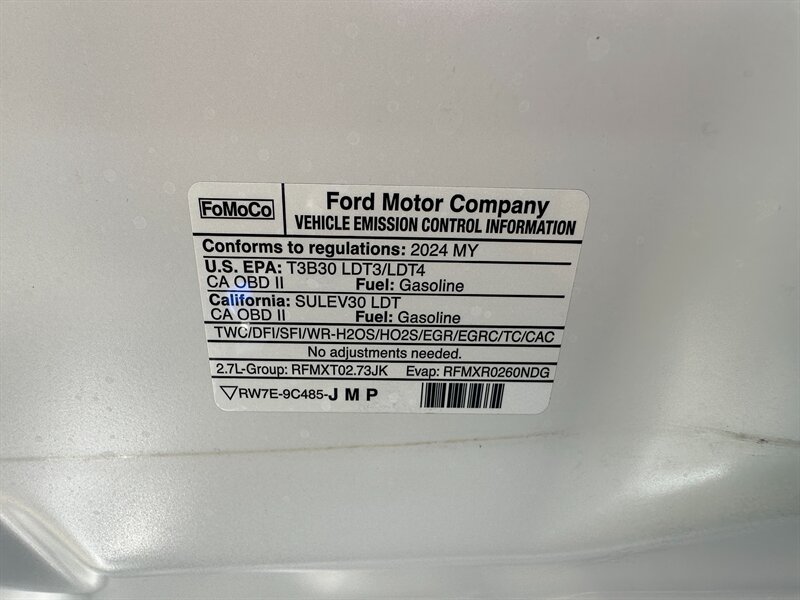 FoMoCo
Ford Motor Company
VEHICLE EMISSION CONTROL INFORMATION
Conforms to regulations: 2024 MY
U.S. EPA: T3B30 LDT3/LDT4
CA OBD II Fuel: Gasoline
California: SULEV30 LDT
CA OBD II Fuel: Gasoline
TWC/DFI/SFI/WR-H2OS/HO2S/EGR/EGRC/TC/CAC
No adjustments needed.
2.7L-Group: RFMXT02.73JK Evap: RFMXR0260NDG
RW7E-9C485-JMP